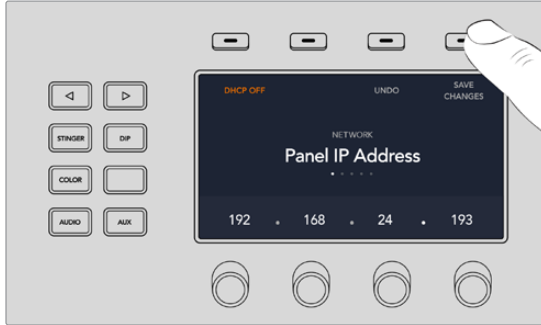 DHCP OFF
UNDO
SAVE
CHANGES
NETWORK
Panel IP Address
192 . 168 . 24 . 193
STINGER
DIP
COLOR
AUDIO
AUX